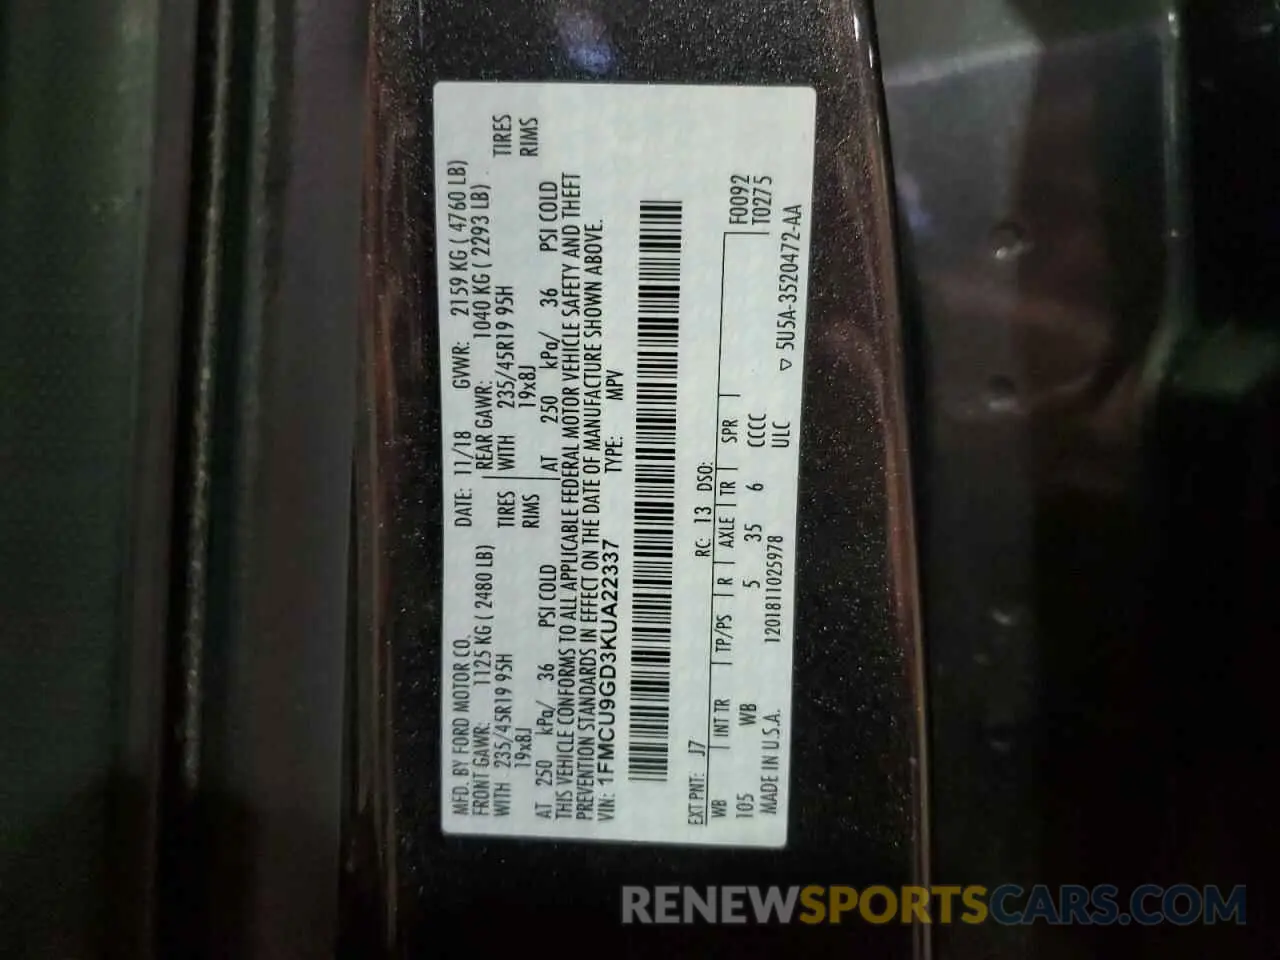 MFD. BY FORD MOTOR CO.
DATE: 11/18 GVWR: 2159 KG ( 4760 LB)
FRONT GAWR: 1125 KG ( 2480 LB) REAR GAWR: 1040 KG ( 2293 LB)
WITH 235/45R19 95H TIRES WITH 235/45R19 95H TIRES
19x8J RIMS 19x8J RIMS
AT 250 kPa/ 36 PSI COLD AT 250 kPa/ 36 PSI COLD
THIS VEHICLE CONFORMS TO ALL APPLICABLE FEDERAL MOTOR VEHICLE SAFETY AND THEFT
PREVENTION STANDARDS IN EFFECT ON THE DATE OF MANUFACTURE SHOWN ABOVE.
VIN: 1FMCU9GD3KUA22337 TYPE: MPV
EXT PNT: J7 RC: 13 DSO: F0092
WB INT TR TP/PS R AXLE TR SPR T0275
105 WB 5 35 6 CCCC
MADE IN U.S.A. 1201811025978 ULC ▽ 5U5A-3520472-AA
RENEWSPORTSCARS.COM